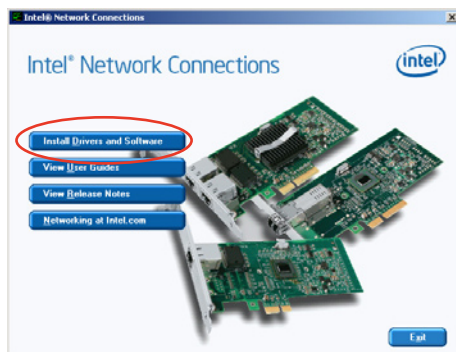 Intel® Network Connections
Intel® Network Connections
intel
Install Drivers and Software
View User Guides
View Release Notes
Networking at Intel.com
Exit